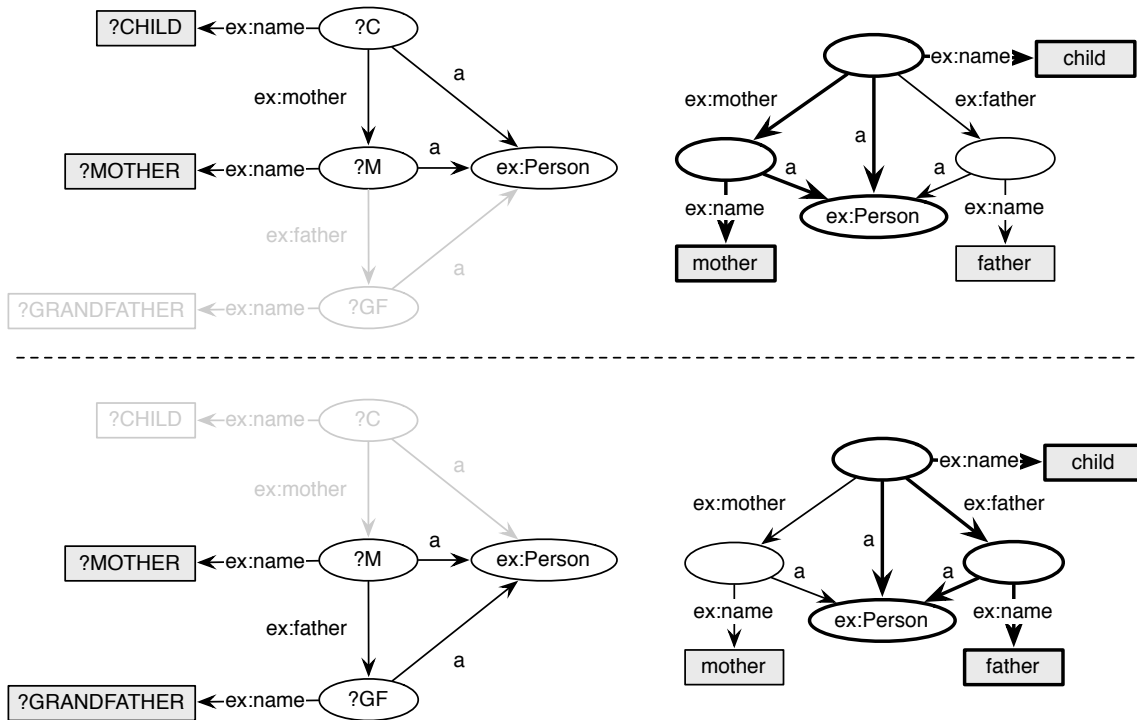 ?CHILD ex:name ?C
a
ex:mother
?MOTHER ex:name ?M a ex:Person
ex:father
a
?GRANDFATHER ex:name ?GF
ex:name child
ex:mother ex:father
a
a a
ex:name ex:Person ex:name
mother father
?CHILD ex:name ?C
a
ex:mother
?MOTHER ex:name ?M a ex:Person
ex:father
a
?GRANDFATHER ex:name ?GF
ex:name child
ex:mother ex:father
a
a a
ex:name ex:Person ex:name
mother father